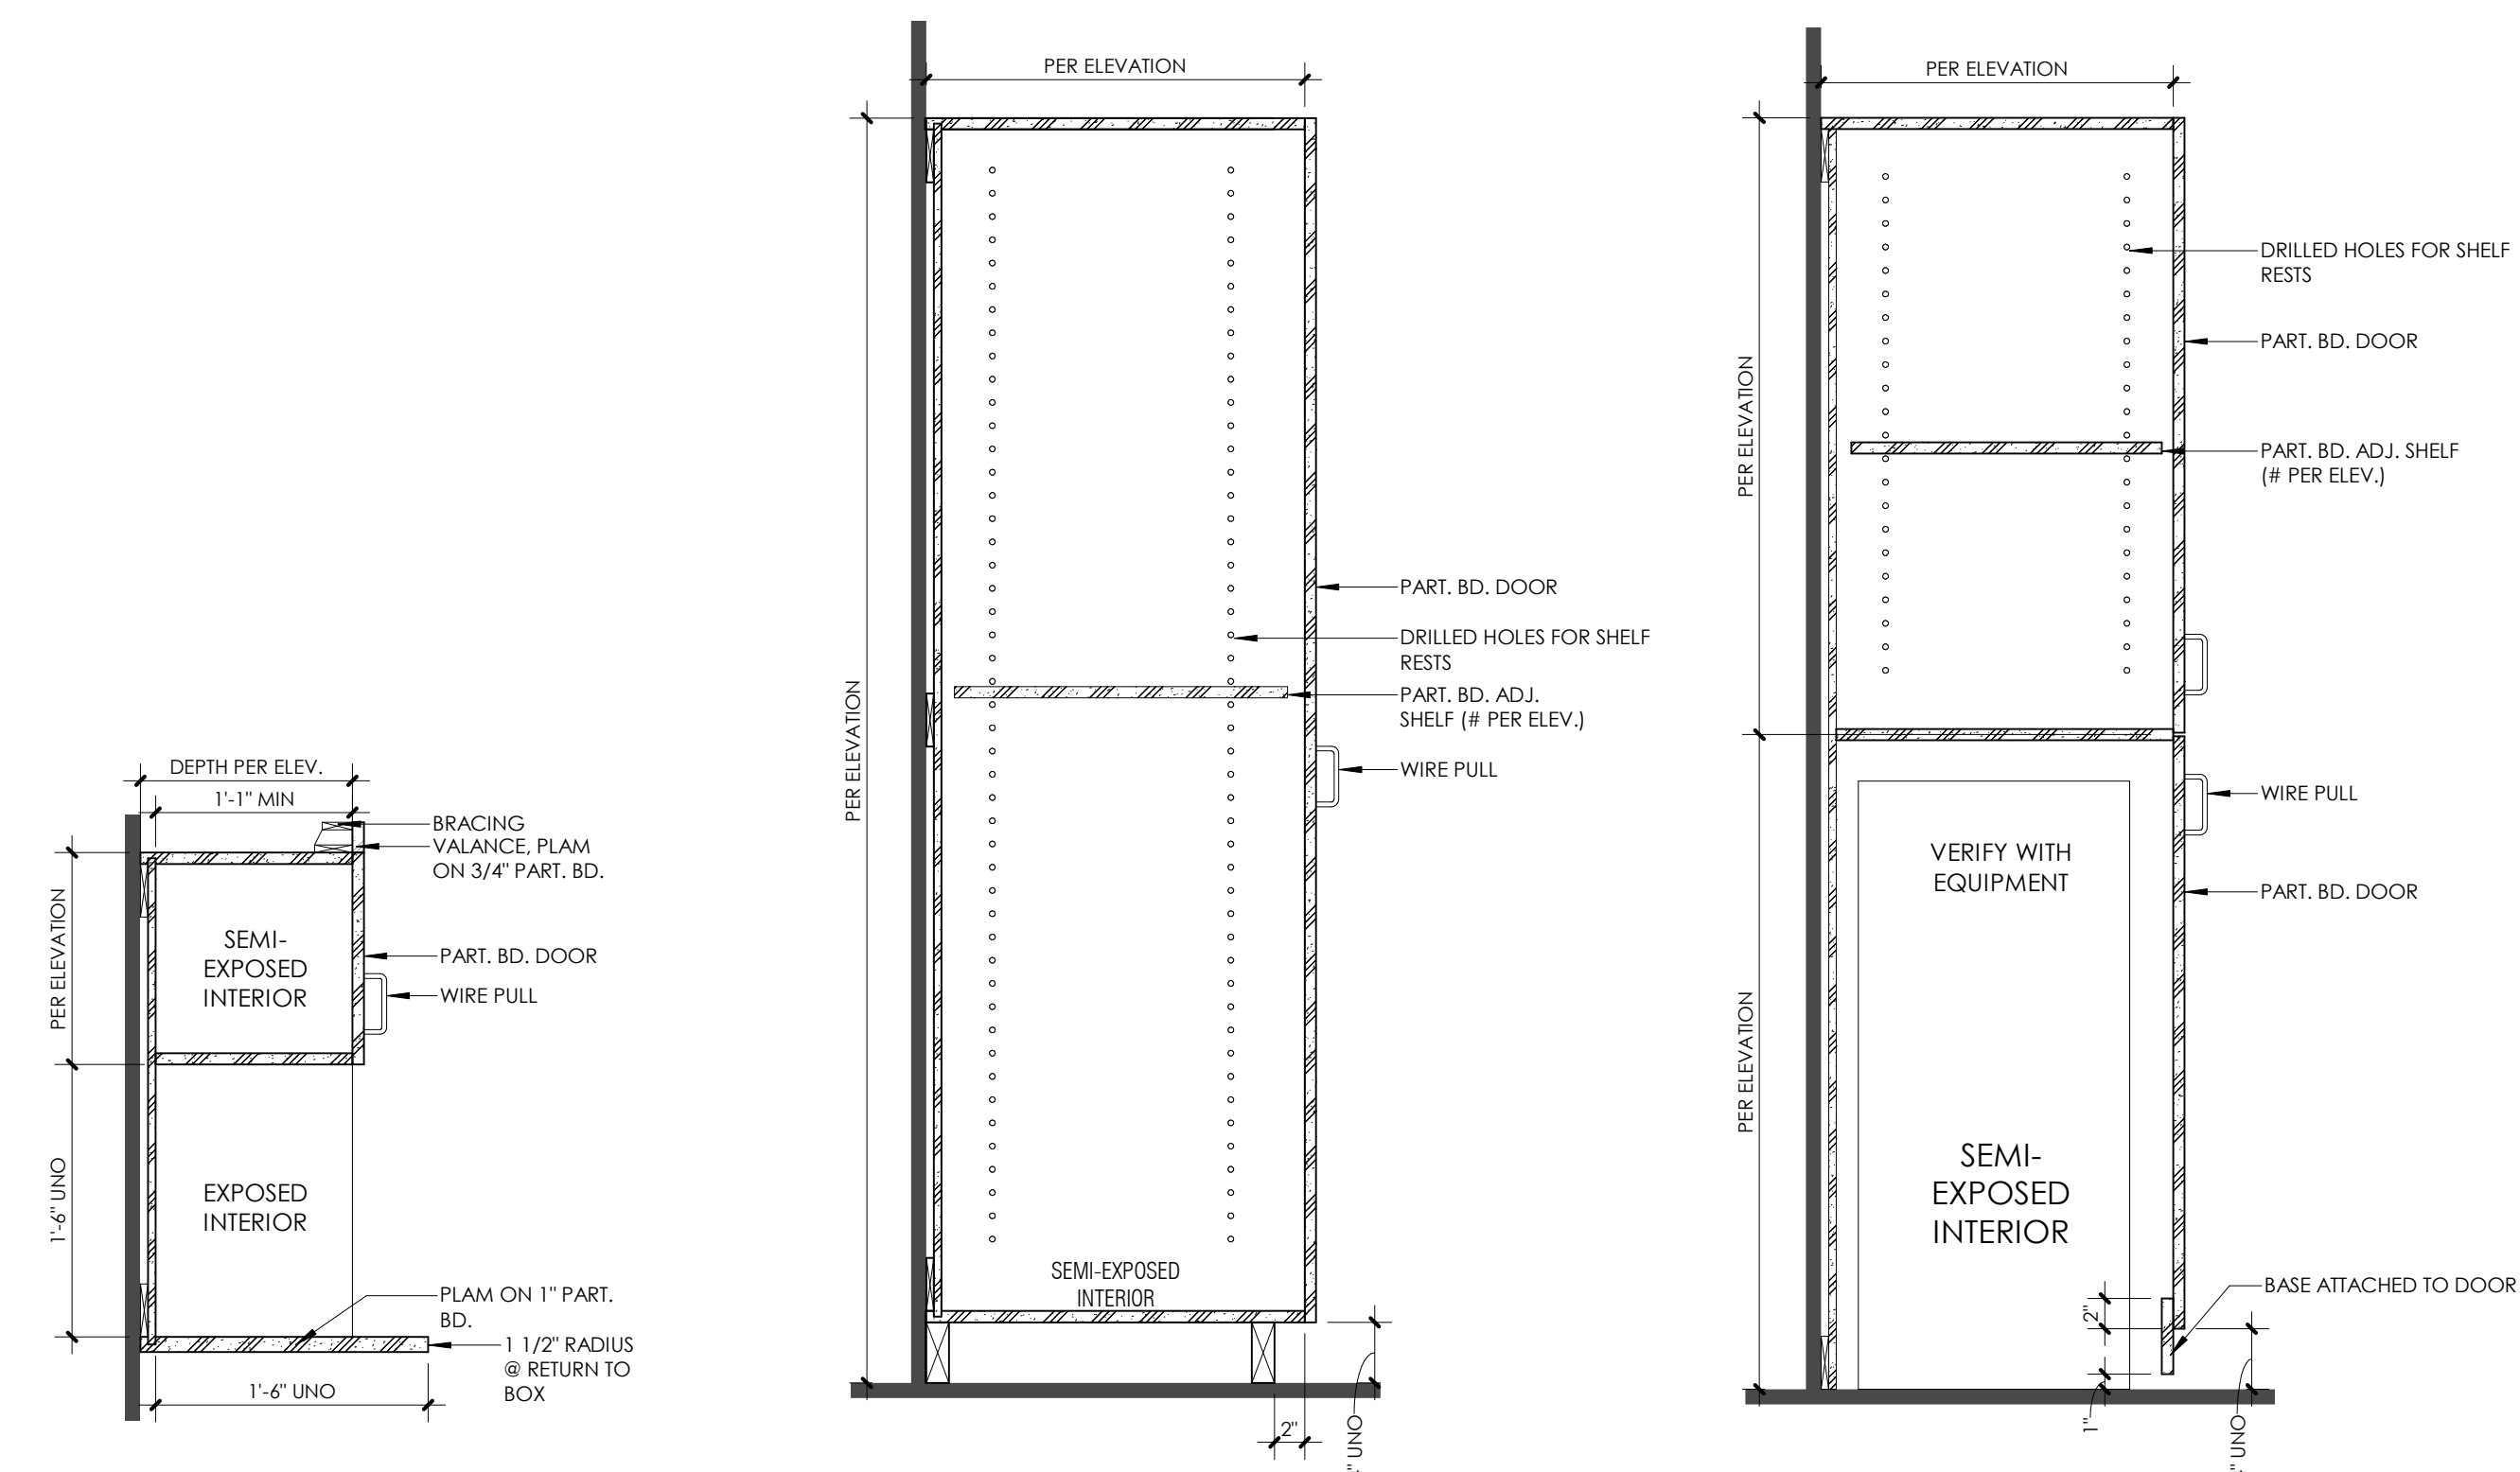 DEPTH PER ELEV.
1'-1" MIN
BRACING
VALANCE, PLAM
ON 3/4" PART. BD.
PER ELEVATION
SEMI-
EXPOSED
INTERIOR
PART. BD. DOOR
WIRE PULL
1'-6" UNO
EXPOSED
INTERIOR
PLAM ON 1" PART.
BD.
1 1/2" RADIUS
@ RETURN TO
BOX
1'-6" UNO
PER ELEVATION
PER ELEVATION
PART. BD. DOOR
DRILLED HOLES FOR SHELF
RESTS
PART. BD. ADJ.
SHELF (# PER ELEV.)
WIRE PULL
SEMI-EXPOSED
INTERIOR
2"
" UNO
PER ELEVATION
PER ELEVATION
DRILLED HOLES FOR SHELF
RESTS
PART. BD. DOOR
PART. BD. ADJ. SHELF
(# PER ELEV.)
WIRE PULL
VERIFY WITH
EQUIPMENT
PART. BD. DOOR
PER ELEVATION
SEMI-
EXPOSED
INTERIOR
BASE ATTACHED TO DOOR
2"
1"
" UNO